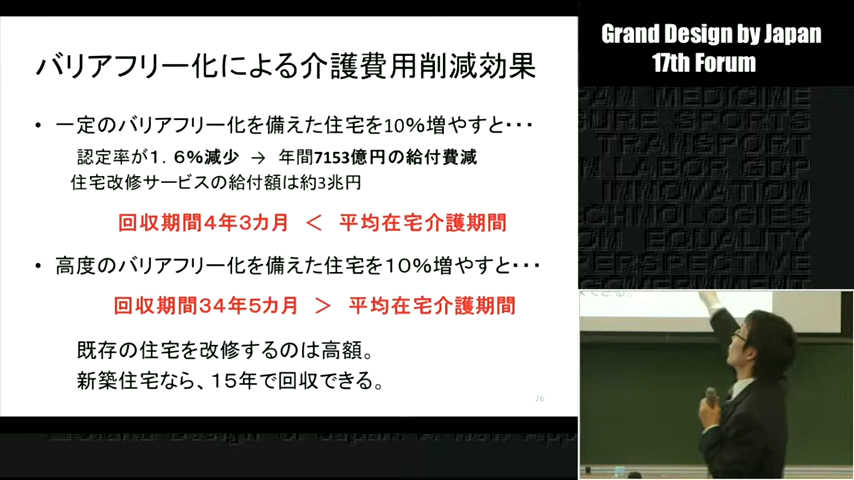 バリアフリー化による介護費用削減効果
• 一定のバリアフリー化を備えた住宅を10％増やすと・・・
認定率が１．６％減少 → 年間7153億円の給付費減
住宅改修サービスの給付額は約3兆円
回収期間４年３カ月 ＜ 平均在宅介護期間
• 高度のバリアフリー化を備えた住宅を１０％増やすと・・・
回収期間３４年５カ月 ＞ 平均在宅介護期間
既存の住宅を改修するのは高額。
新築住宅なら、１５年で回収できる。
26
Grand Design by Japan
17th Forum
PAN MEDICINE
SURE SPORTS
TRANSPORT
N LABOR GDP
INNOVATION
CHNOLOGIES
OM EQUALITY
PERSPECTIVE